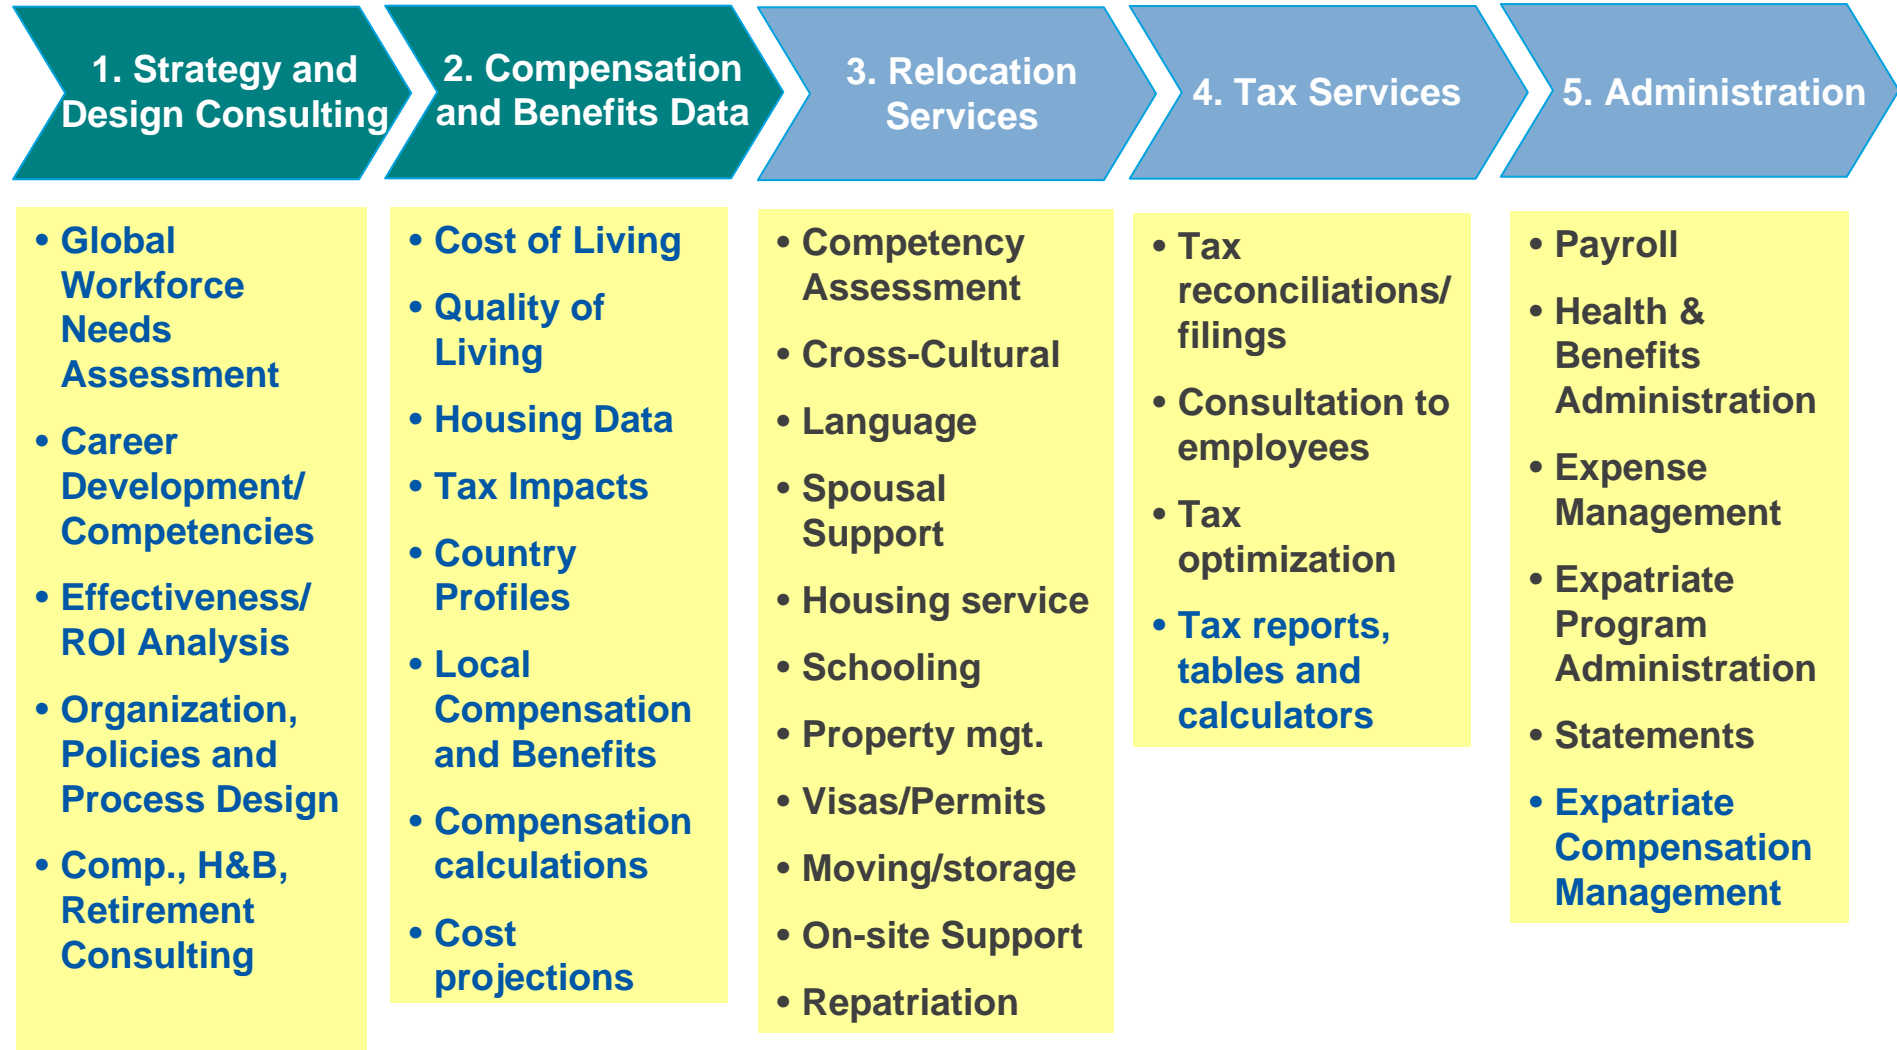 1. Strategy and
Design Consulting
2. Compensation
and Benefits Data
3. Relocation
Services
4. Tax Services
5. Administration
• Global
Workforce
Needs
Assessment
• Career
Development/
Competencies
• Effectiveness/
ROI Analysis
• Organization,
Policies and
Process Design
• Comp., H&B,
Retirement
Consulting
• Cost of Living
• Quality of
Living
• Housing Data
• Tax Impacts
• Country
Profiles
• Local
Compensation
and Benefits
• Compensation
calculations
• Cost
projections
• Competency
Assessment
• Cross-Cultural
• Language
• Spousal
Support
• Housing service
• Schooling
• Property mgt.
• Visas/Permits
• Moving/storage
• On-site Support
• Repatriation
• Tax
reconciliations/
filings
• Consultation to
employees
• Tax
optimization
• Tax reports,
tables and
calculators
• Payroll
• Health &
Benefits
Administration
• Expense
Management
• Expatriate
Program
Administration
• Statements
• Expatriate
Compensation
Management